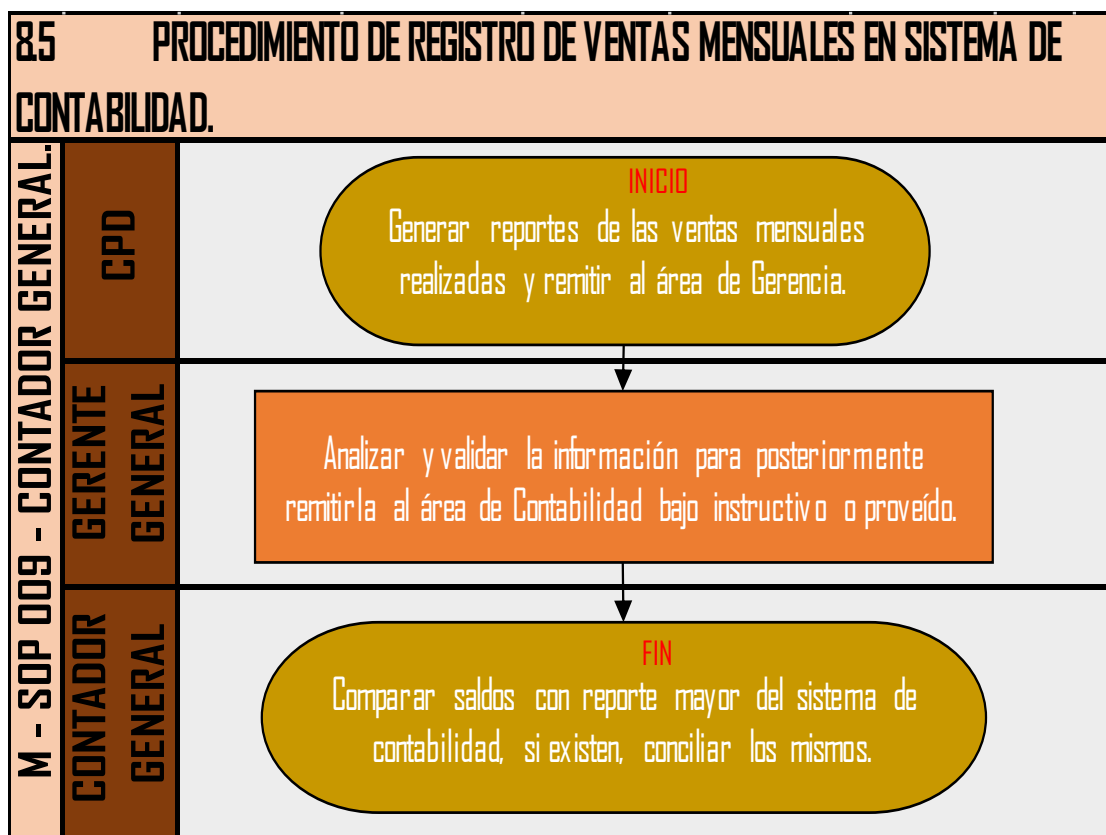 8.5 PROCEDIMIENTO DE REGISTRO DE VENTAS MENSUALES EN SISTEMA DE
CONTABILIDAD.
M - SOP 009 - CONTADOR GENERAL.
CPD
INICIO
Generar reportes de las ventas mensuales
realizadas y remitir al área de Gerencia.
GERENTE
GENERAL
Analizar y validar la información para posteriormente
remitirla al área de Contabilidad bajo instructivo o proveído.
CONTADOR
GENERAL
FIN
Comparar saldos con reporte mayor del sistema de
contabilidad, si existen, conciliar los mismos.